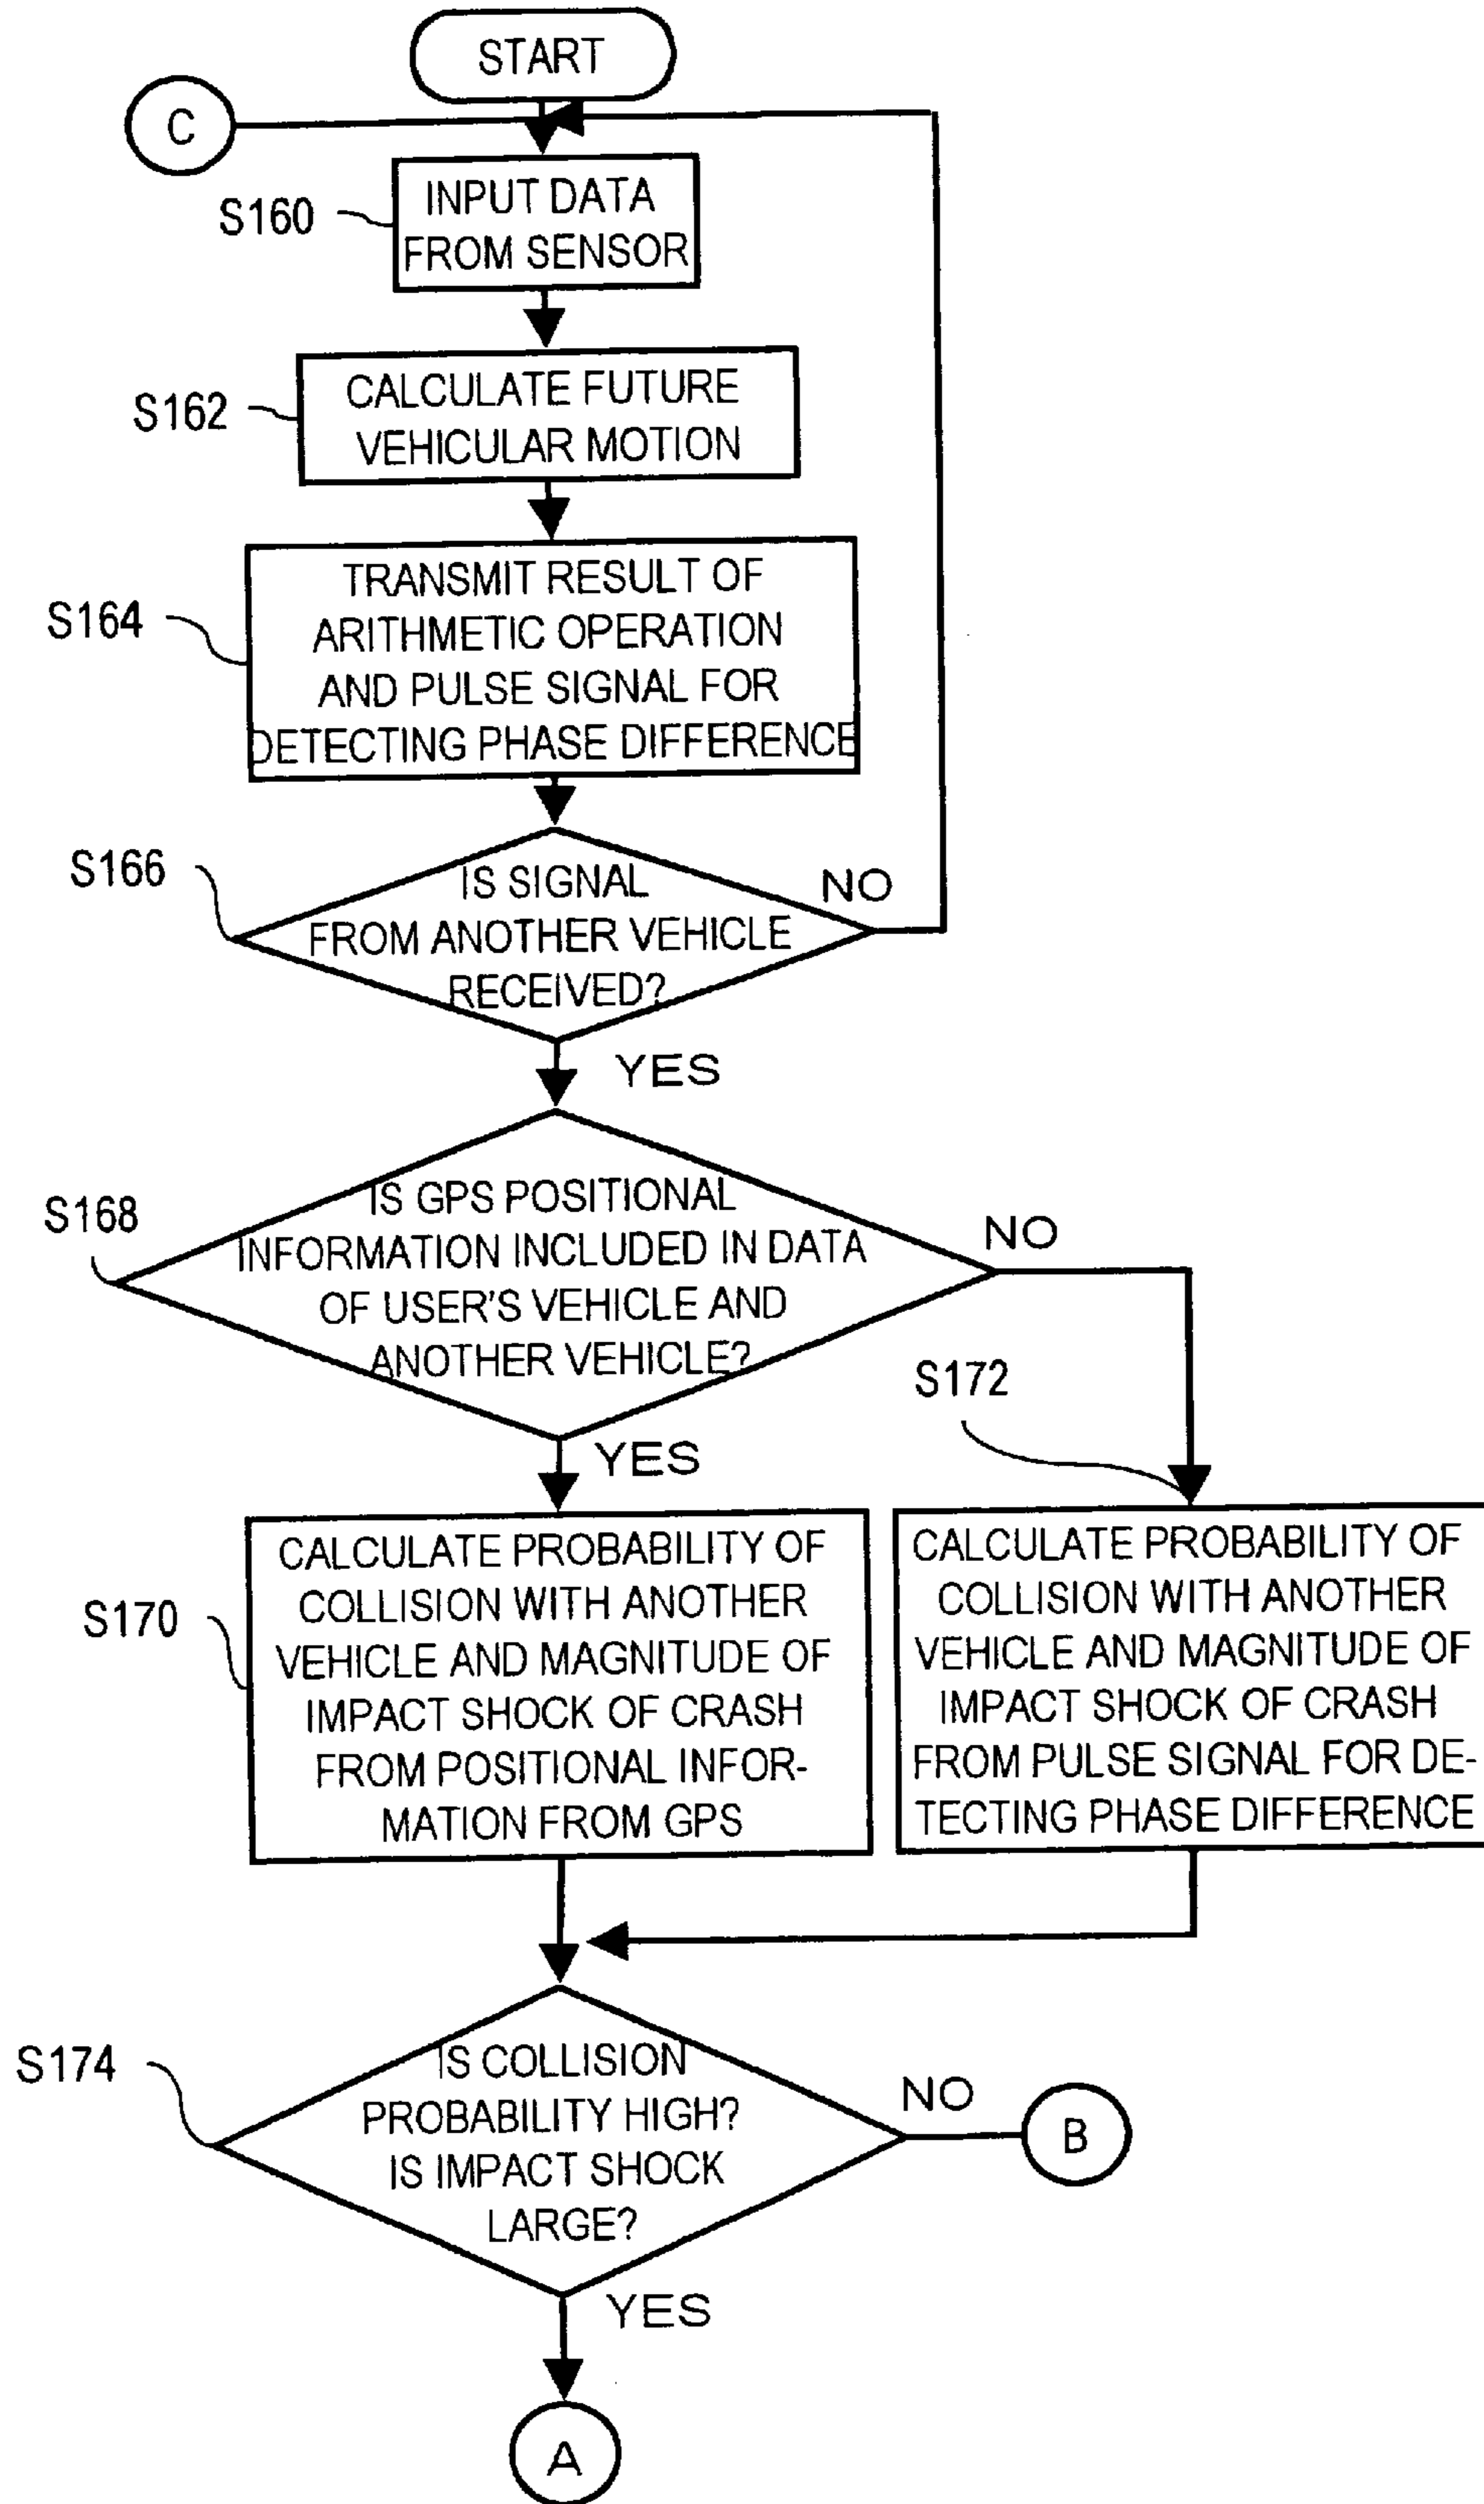 START
C
S160
INPUT DATA
FROM SENSOR
S162
CALCULATE FUTURE
VEHICULAR MOTION
S164
TRANSMIT RESULT OF
ARITHMETIC OPERATION
AND PULSE SIGNAL FOR
DETECTING PHASE DIFFERENCE
S166
IS SIGNAL
FROM ANOTHER VEHICLE
RECEIVED?
NO
YES
S168
IS GPS POSITIONAL
INFORMATION INCLUDED IN DATA
OF USER'S VEHICLE AND
ANOTHER VEHICLE?
NO
YES
S170
CALCULATE PROBABILITY OF
COLLISION WITH ANOTHER
VEHICLE AND MAGNITUDE OF
IMPACT SHOCK OF CRASH
FROM POSITIONAL INFOR-
MATION FROM GPS
S172
CALCULATE PROBABILITY OF
COLLISION WITH ANOTHER
VEHICLE AND MAGNITUDE OF
IMPACT SHOCK OF CRASH
FROM PULSE SIGNAL FOR DE-
TECTING PHASE DIFFERENCE
S174
IS COLLISION
PROBABILITY HIGH?
IS IMPACT SHOCK
LARGE?
NO
B
YES
A